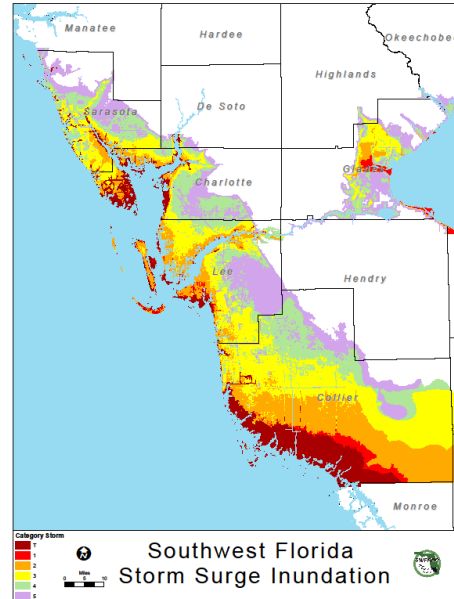 Manatee
Hardee
Okeechobee
Highlands
De Soto
Sarasota
Glades
Charlotte
Lee
Hendry
Collier
Monroe
Category Storm
T
1
2
3
4
5
Miles
0 5 10
Southwest Florida
Storm Surge Inundation